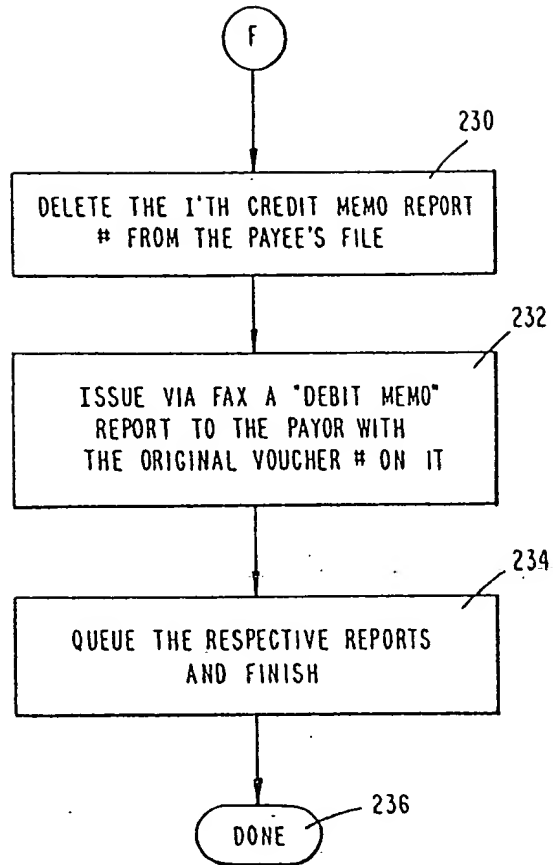 F
230
DELETE THE I'TH CREDIT MEMO REPORT
# FROM THE PAYEE'S FILE
232
ISSUE VIA FAX A "DEBIT MEMO"
REPORT TO THE PAYOR WITH
THE ORIGINAL VOUCHER # ON IT
234
QUEUE THE RESPECTIVE REPORTS
AND FINISH
236
DONE